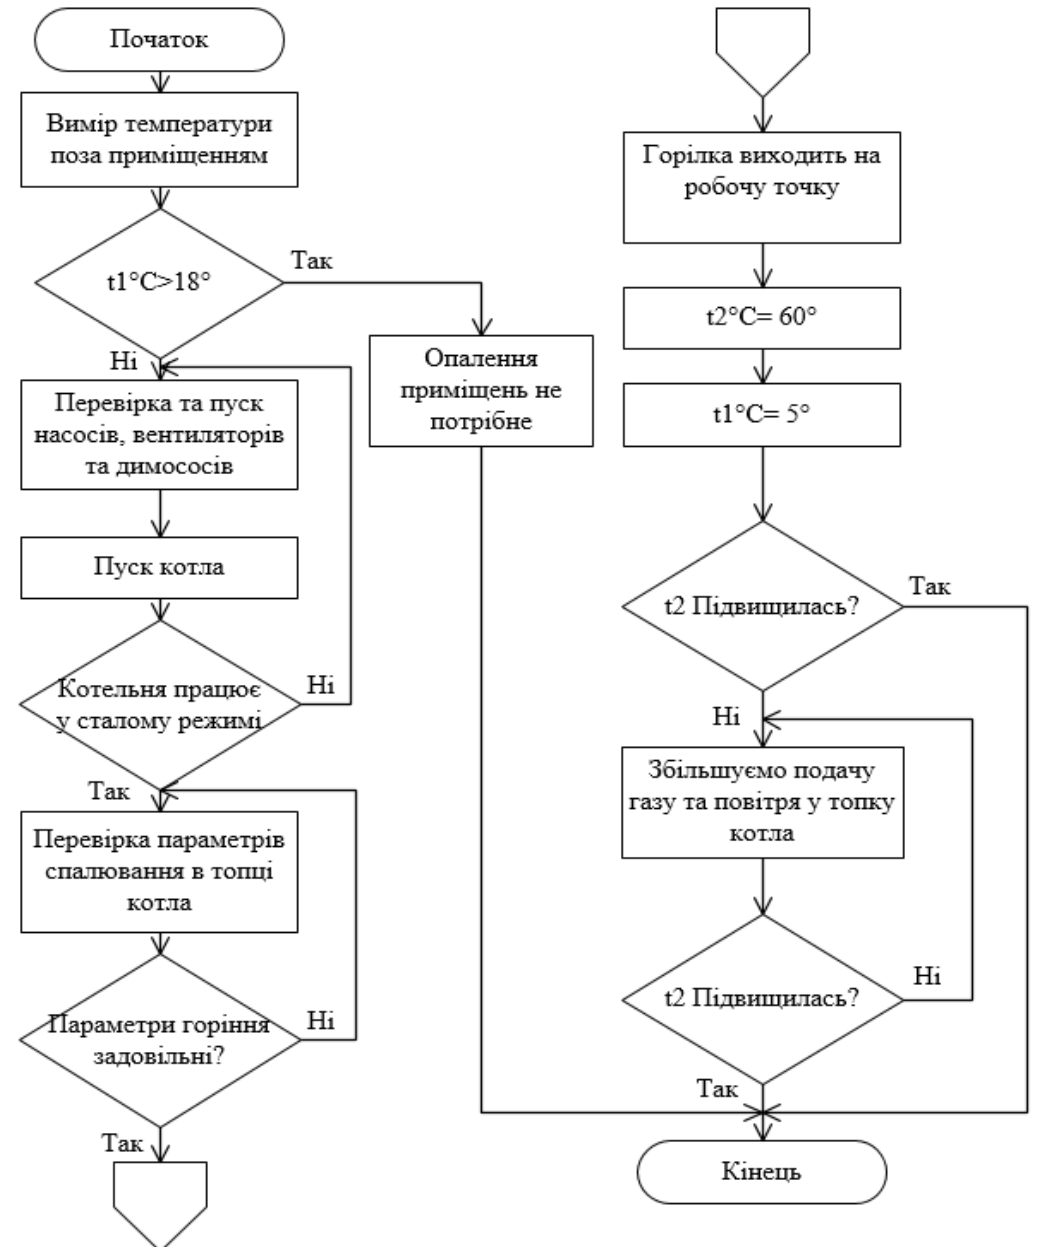 Початок
Вимір температури
поза приміщенням
t1°C>18°
Так
Ні
Опалення
приміщень не
потрібне
Перевірка та пуск
насосів, вентиляторів
та димососів
Пуск котла
Котельня працює
у сталому режимі
Ні
Так
Перевірка параметрів
спалювання в топці
котла
Параметри горіння
задовільні?
Ні
Так
Горілка виходить на
робочу точку
t2°C= 60°
t1°C= 5°
t2 Підвищилась?
Так
Ні
Збільшуємо подачу
газу та повітря у топку
котла
t2 Підвищилась?
Ні
Так
Кінець